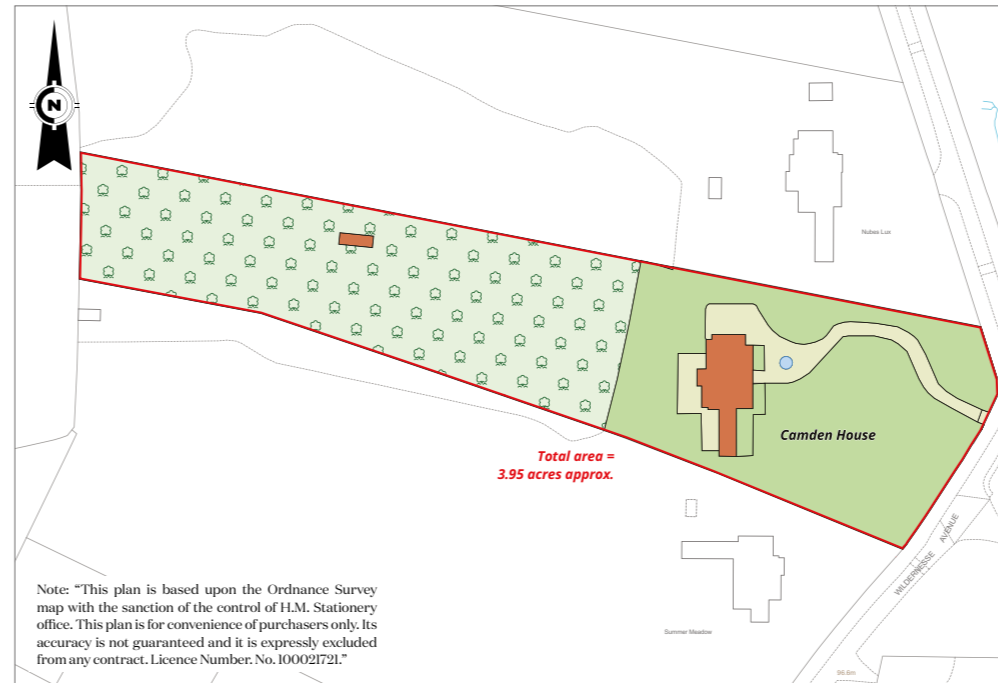 N
Nubes Lux
Camden House
Total area =
3.95 acres approx.
WILDERNESSE AVENUE
Summer Meadow
96.6m
Note: “This plan is based upon the Ordnance Survey
map with the sanction of the control of H.M. Stationery
office. This plan is for convenience of purchasers only. Its
accuracy is not guaranteed and it is expressly excluded
from any contract. Licence Number. No. 100021721.”